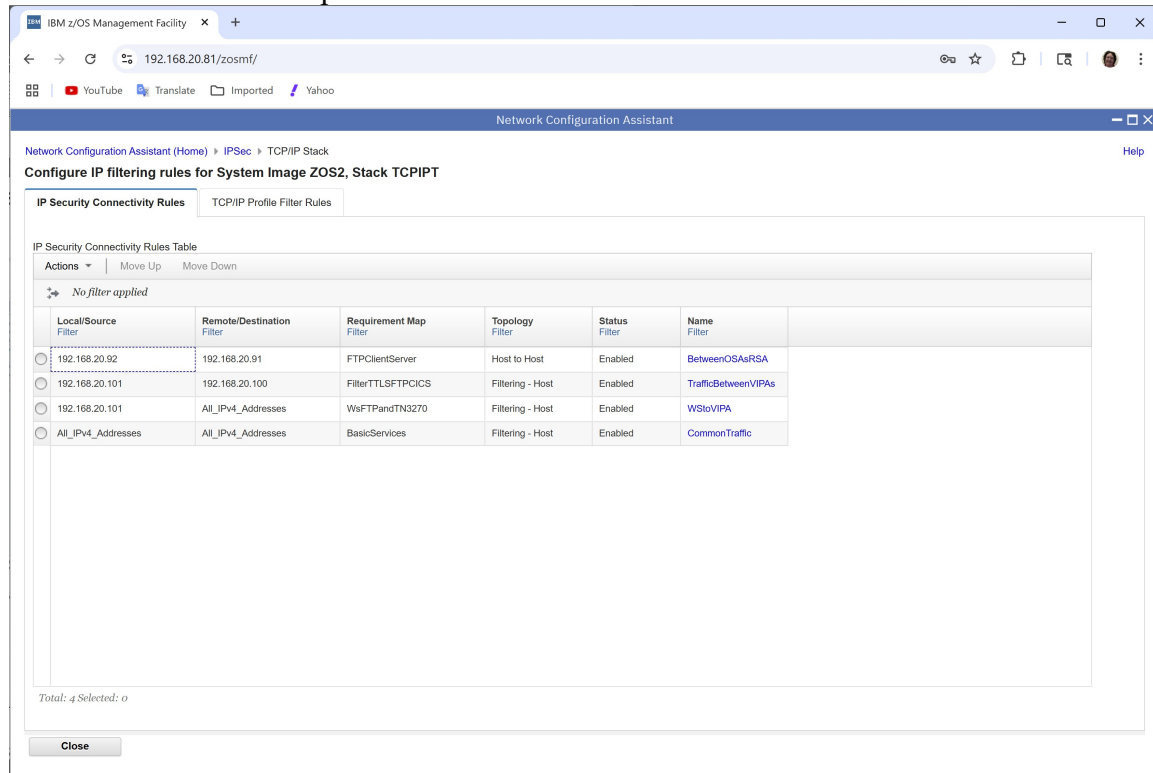 IBM z/OS Management Facility
192.168.20.81/zosmf/
YouTube Translate Imported Yahoo
Network Configuration Assistant
Network Configuration Assistant (Home) IPSec TCP/IP Stack Help
Configure IP filtering rules for System Image ZOS2, Stack TCPIPT
IP Security Connectivity Rules TCP/IP Profile Filter Rules
IP Security Connectivity Rules Table
Actions Move Up Move Down
No filter applied
Local/Source Remote/Destination Requirement Map Topology Status Name
Filter Filter Filter Filter Filter Filter
192.168.20.92 192.168.20.91 FTPClientServer Host to Host Enabled BetweenOSAsRSA
192.168.20.101 192.168.20.100 FilterTTLSFTPCICS Filtering - Host Enabled TrafficBetweenVIPAs
192.168.20.101 All_IPv4_Addresses WsFTPandTN3270 Filtering - Host Enabled WStoVIPA
All_IPv4_Addresses All_IPv4_Addresses BasicServices Filtering - Host Enabled CommonTraffic
Total: 4 Selected: 0
Close